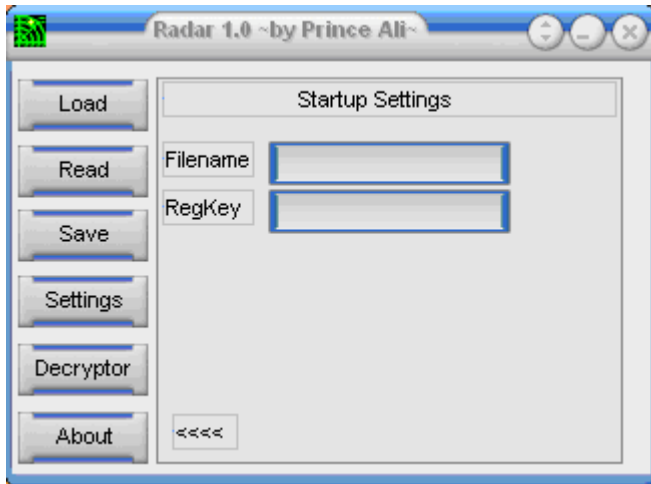 Radar 1.0 ~by Prince Ali~
Load
Read
Save
Settings
Decryptor
About
Startup Settings
Filename
RegKey
<<<<